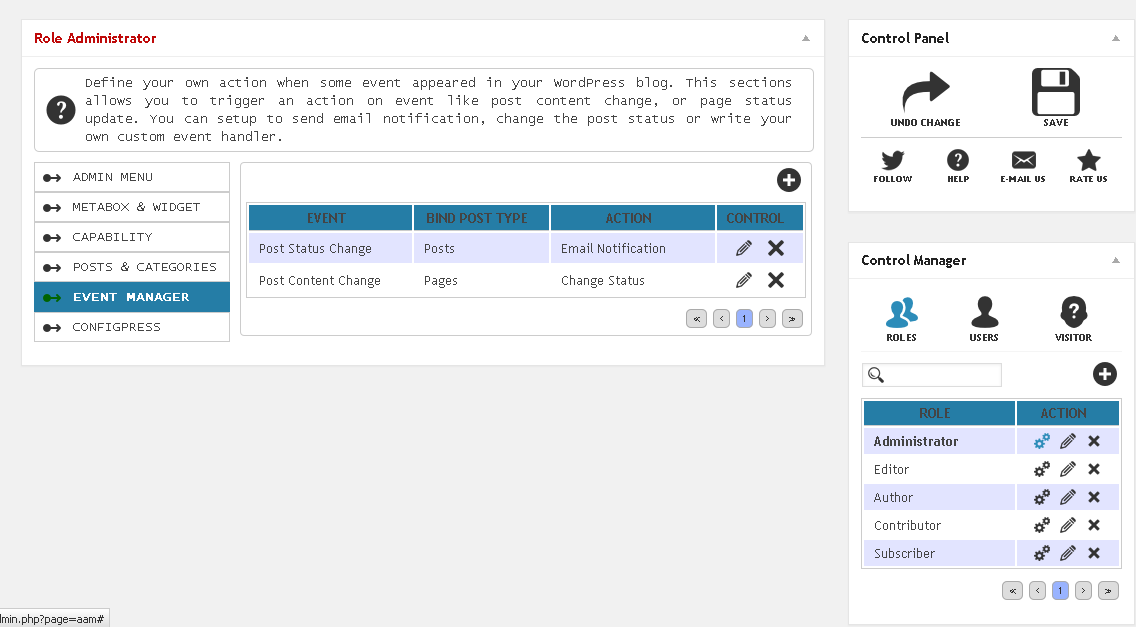 Role Administrator
Define your own action when some event appeared in your WordPress blog. This sections
allows you to trigger an action on event like post content change, or page status
update. You can setup to send email notification, change the post status or write your
own custom event handler.
ADMIN MENU
METABOX & WIDGET
CAPABILITY
POSTS & CATEGORIES
EVENT MANAGER
CONFIGPRESS
EVENT BIND POST TYPE ACTION CONTROL
Post Status Change Posts Email Notification
Post Content Change Pages Change Status
« ‹ 1 › »
Control Panel
UNDO CHANGE SAVE
FOLLOW HELP E-MAIL US RATE US
Control Manager
ROLES USERS VISITOR
ROLE ACTION
Administrator
Editor
Author
Contributor
Subscriber
« ‹ 1 › »
dmin.php?page=aam#